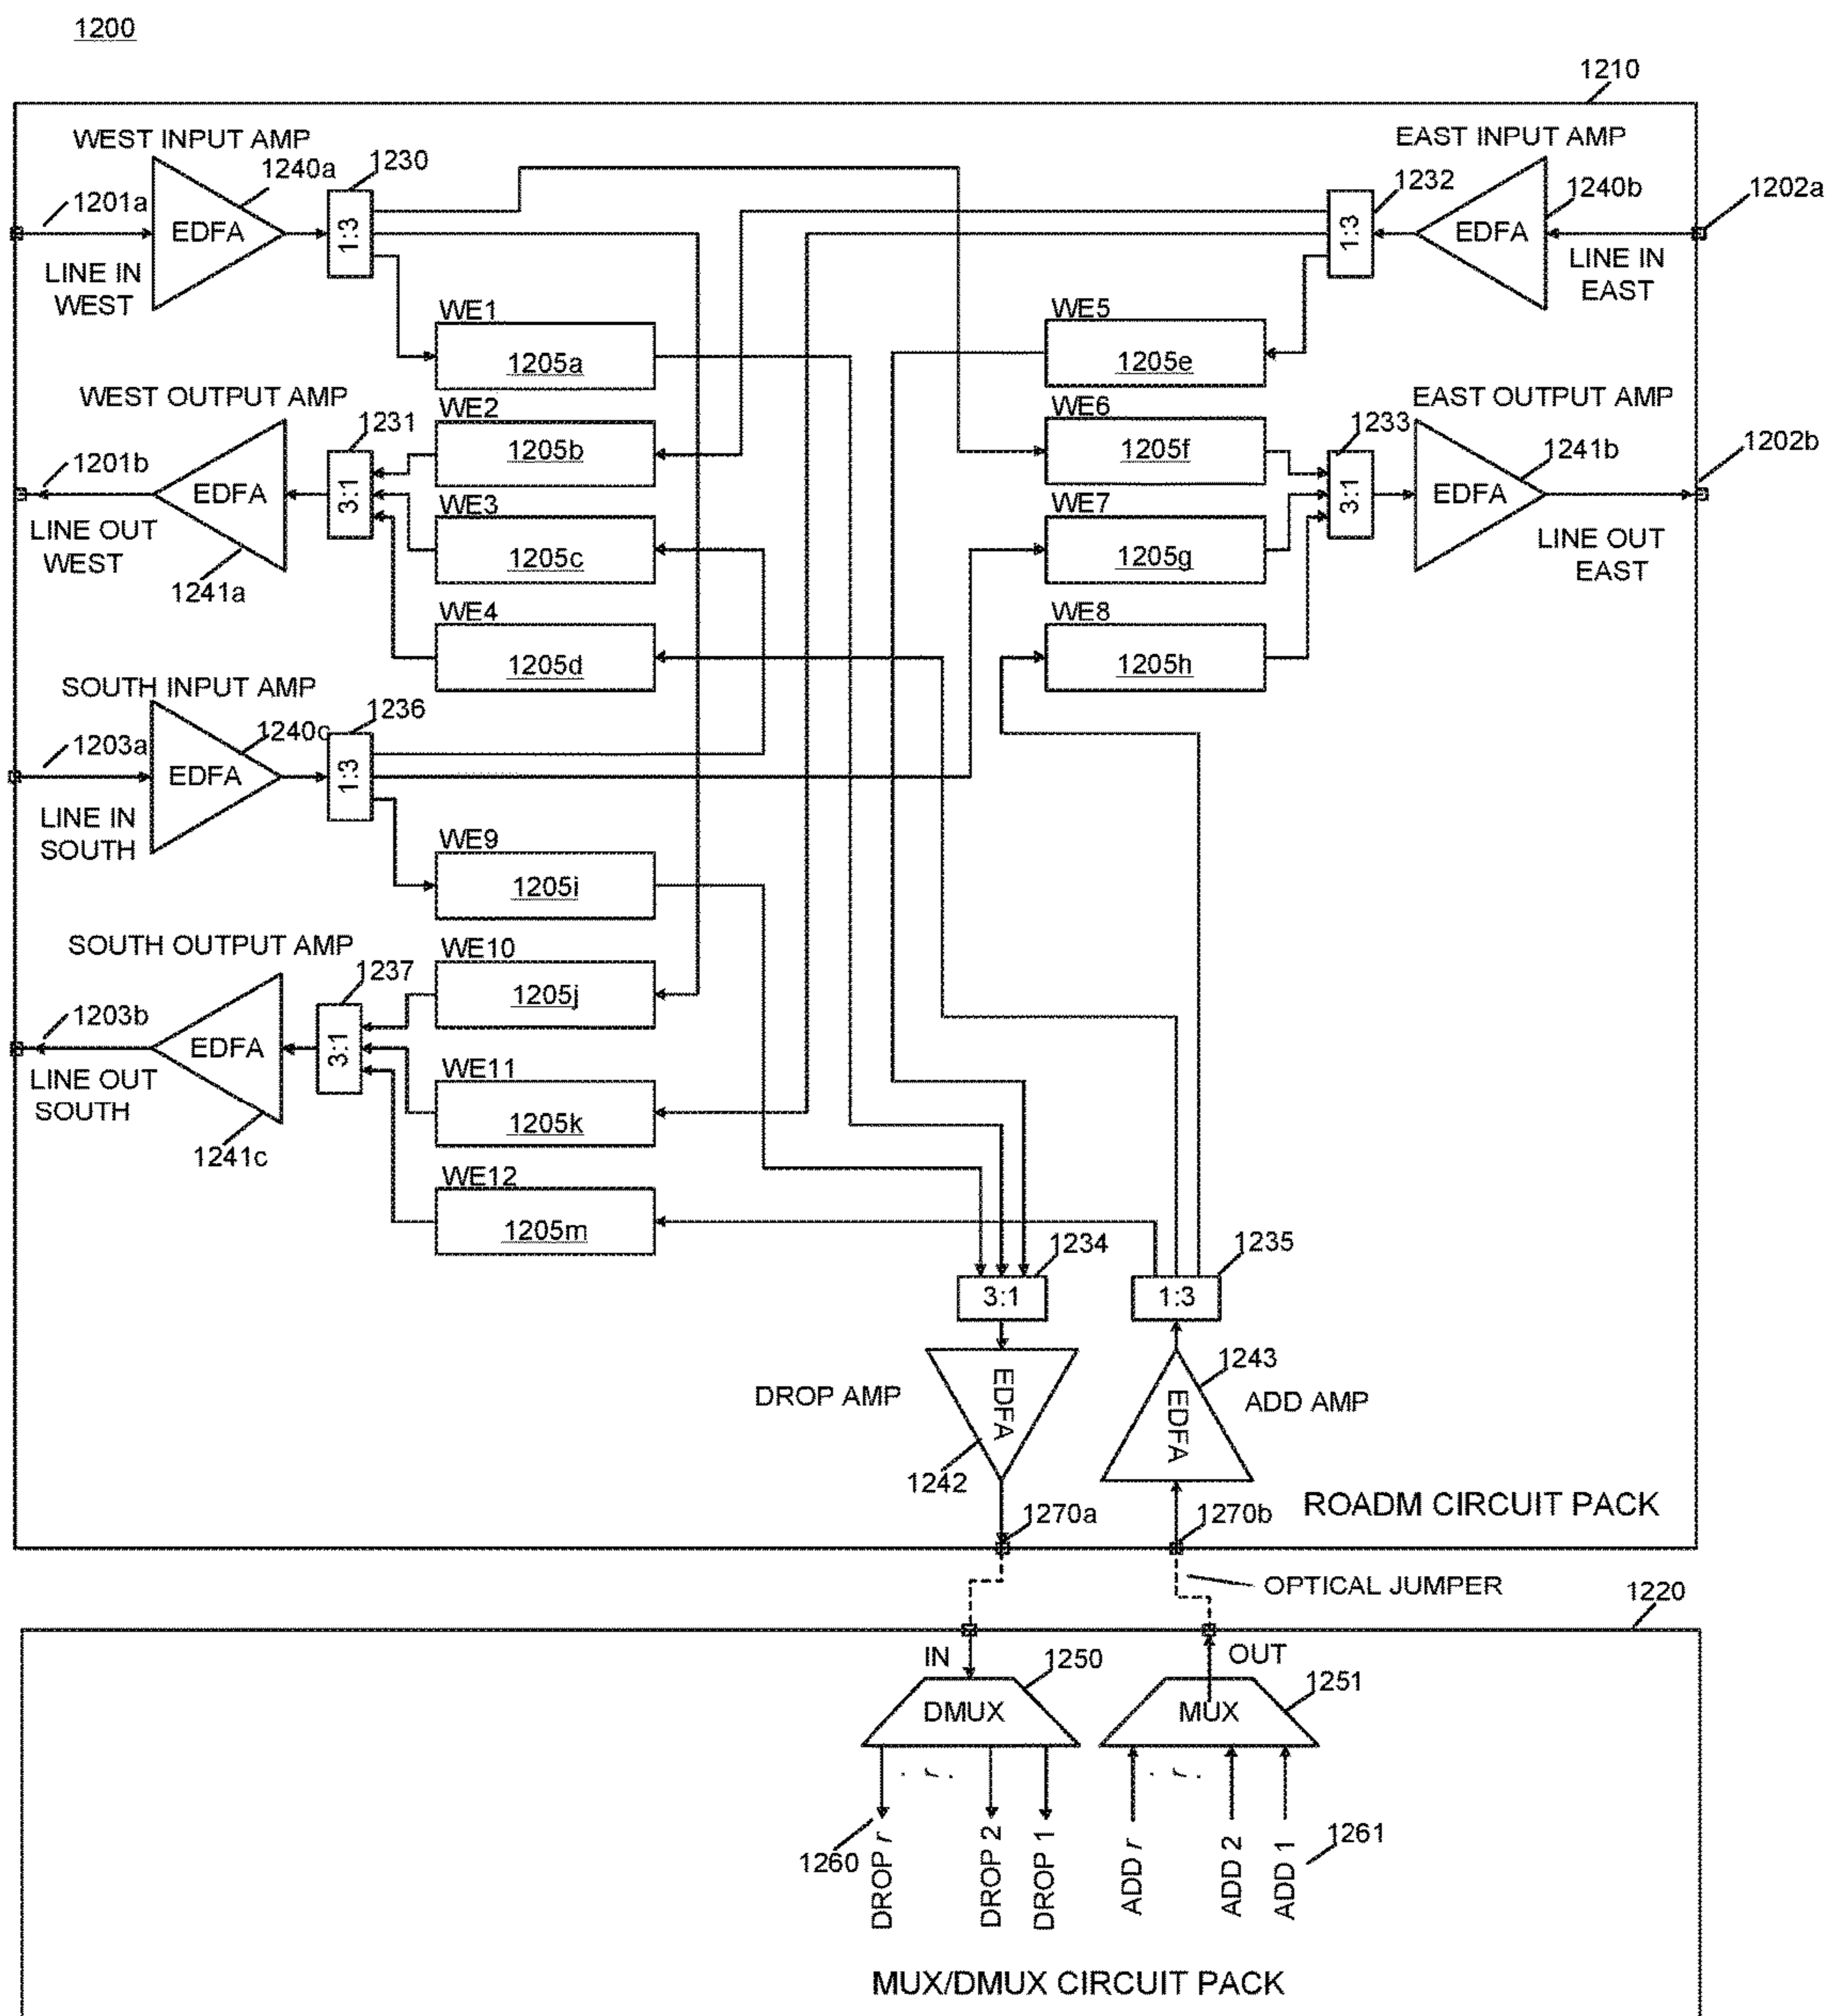 1200
1210
WEST INPUT AMP
EAST INPUT AMP
1240a
1230
1232
1240b
1202a
1201a
EDFA
1:3
1:3
EDFA
LINE IN
WEST
LINE IN
EAST
WE1
1205a
WE5
1205e
WEST OUTPUT AMP
EAST OUTPUT AMP
1231
WE2
1205b
WE6
1205f
1233
1241b
1202b
1201b
EDFA
3:1
3:1
EDFA
LINE OUT
WEST
WE3
1205c
WE7
1205g
LINE OUT
EAST
1241a
WE4
1205d
WE8
1205h
SOUTH INPUT AMP
1240c
1236
1203a
EDFA
1:3
LINE IN
SOUTH
WE9
1205i
SOUTH OUTPUT AMP
1237
WE10
1205j
1203b
EDFA
3:1
LINE OUT
SOUTH
WE11
1205k
1241c
WE12
1205m
1234
1235
3:1
1:3
DROP AMP
EDFA
1242
EDFA
1243
ADD AMP
ROADM CIRCUIT PACK
1270a
1270b
OPTICAL JUMPER
1220
IN
1250
OUT
1251
DMUX
MUX
. r .
. r .
1260
DROP r
DROP 2
DROP 1
ADD r
ADD 2
ADD 1
1261
MUX/DMUX CIRCUIT PACK